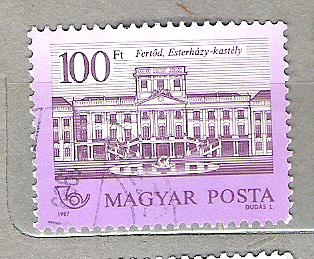 100 Ft
Fertőd, Esterházy-kastély
MAGYAR POSTA
1987
DUDÁS L.